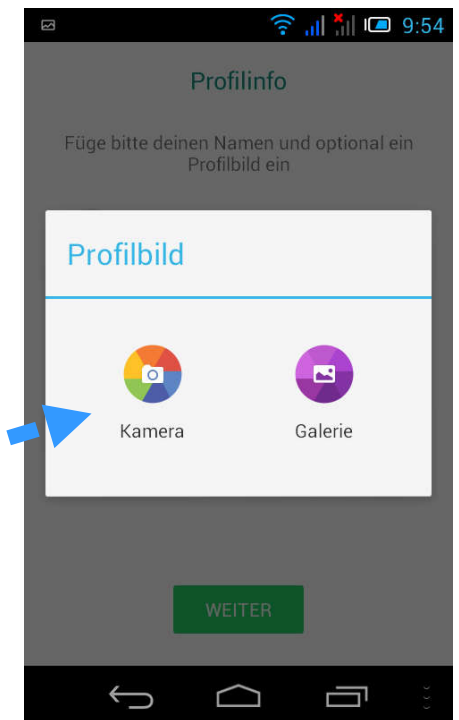 9:54
Profilinfo
Füge bitte deinen Namen und optional ein
Profilbild ein
Profilbild
Kamera
Galerie
WEITER